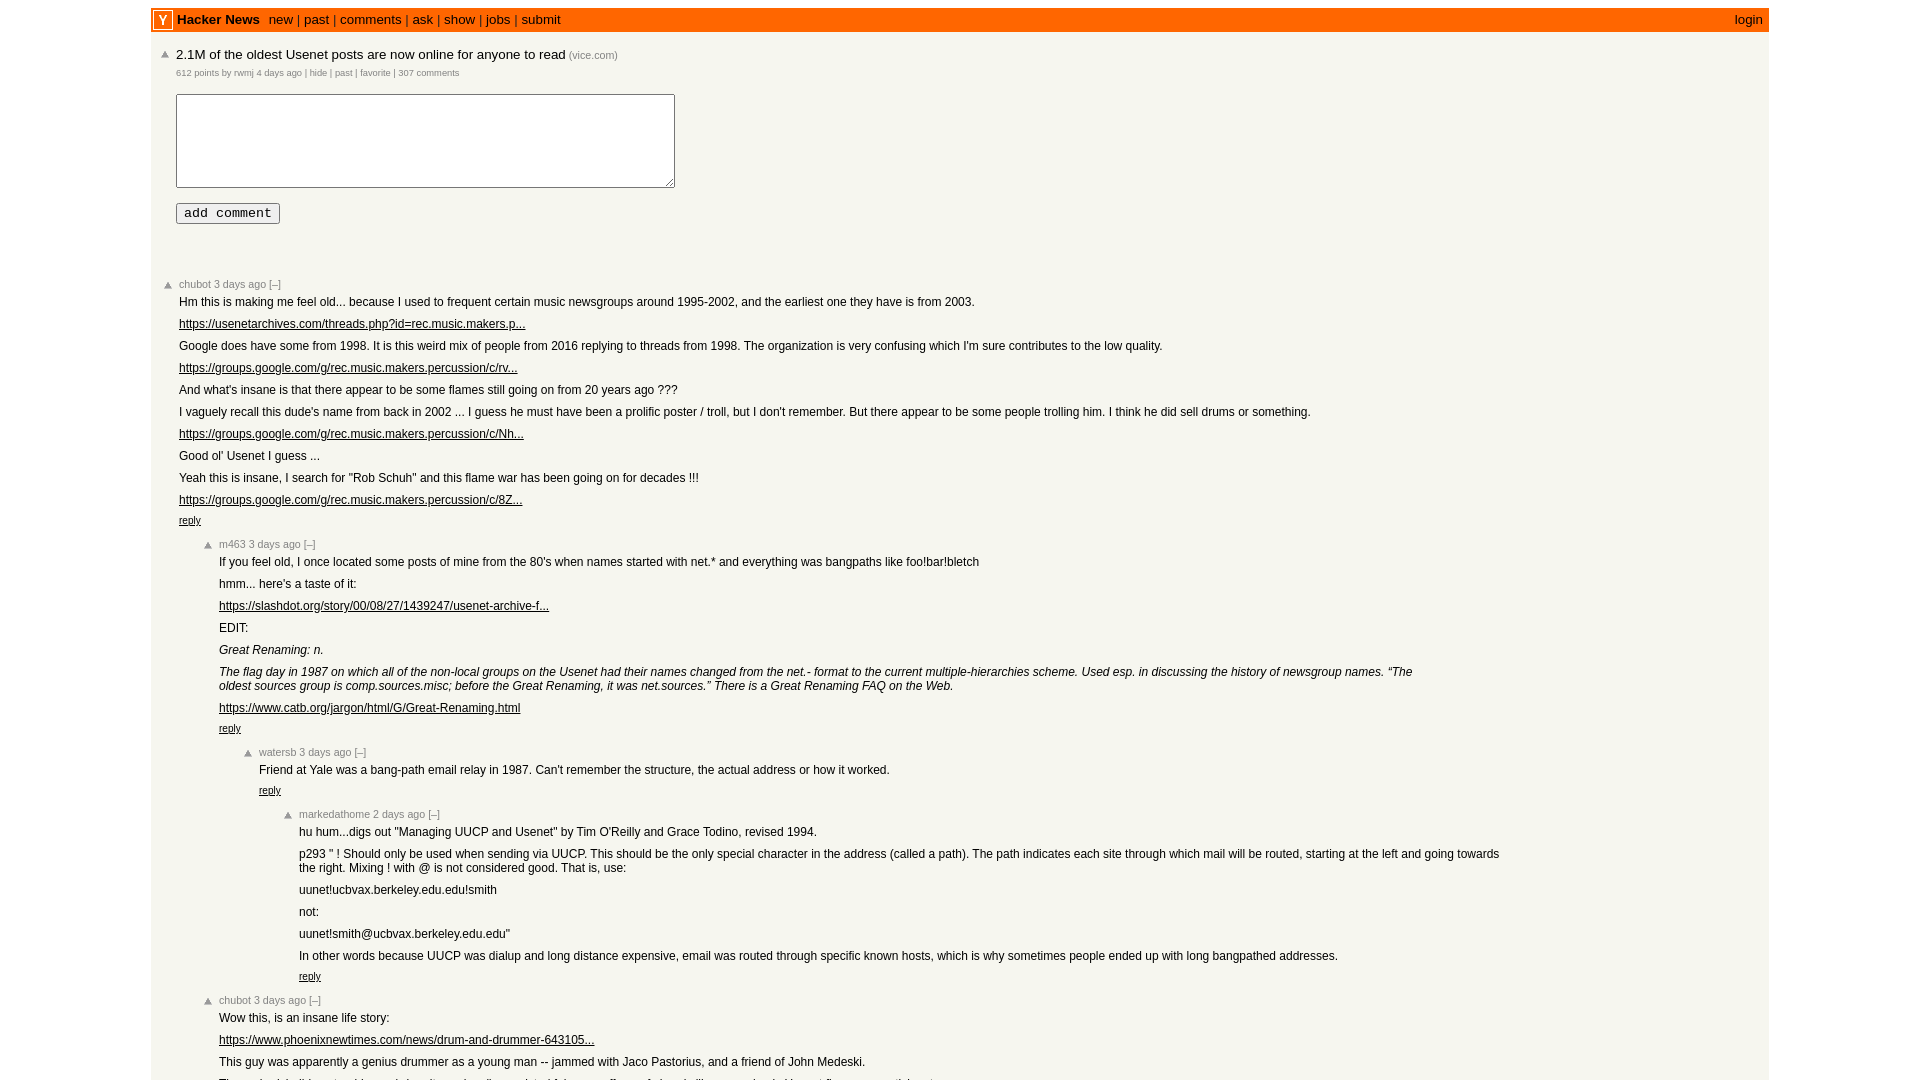 Y Hacker News new | past | comments | ask | show | jobs | submit login
2.1M of the oldest Usenet posts are now online for anyone to read (vice.com)
612 points by rwmj 4 days ago | hide | past | favorite | 307 comments
add comment
chubot 3 days ago [–]
Hm this is making me feel old... because I used to frequent certain music newsgroups around 1995-2002, and the earliest one they have is from 2003.
https://usenetarchives.com/threads.php?id=rec.music.makers.p...
Google does have some from 1998. It is this weird mix of people from 2016 replying to threads from 1998. The organization is very confusing which I'm sure contributes to the low quality.
https://groups.google.com/g/rec.music.makers.percussion/c/rv...
And what's insane is that there appear to be some flames still going on from 20 years ago ???
I vaguely recall this dude's name from back in 2002 ... I guess he must have been a prolific poster / troll, but I don't remember. But there appear to be some people trolling him. I think he did sell drums or something.
https://groups.google.com/g/rec.music.makers.percussion/c/Nh...
Good ol' Usenet I guess ...
Yeah this is insane, I search for "Rob Schuh" and this flame war has been going on for decades !!!
https://groups.google.com/g/rec.music.makers.percussion/c/8Z...
reply
m463 3 days ago [–]
If you feel old, I once located some posts of mine from the 80's when names started with net.* and everything was bangpaths like foo!bar!bletch
hmm... here's a taste of it:
https://slashdot.org/story/00/08/27/1439247/usenet-archive-f...
EDIT:
Great Renaming: n.
The flag day in 1987 on which all of the non-local groups on the Usenet had their names changed from the net.- format to the current multiple-hierarchies scheme. Used esp. in discussing the history of newsgroup names. “The
oldest sources group is comp.sources.misc; before the Great Renaming, it was net.sources.” There is a Great Renaming FAQ on the Web.
https://www.catb.org/jargon/html/G/Great-Renaming.html
reply
watersb 3 days ago [–]
Friend at Yale was a bang-path email relay in 1987. Can't remember the structure, the actual address or how it worked.
reply
markedathome 2 days ago [–]
hu hum...digs out "Managing UUCP and Usenet" by Tim O'Reilly and Grace Todino, revised 1994.
p293 " ! Should only be used when sending via UUCP. This should be the only special character in the address (called a path). The path indicates each site through which mail will be routed, starting at the left and going towards
the right. Mixing ! with @ is not considered good. That is, use:
uunet!ucbvax.berkeley.edu.edu!smith
not:
uunet!smith@ucbvax.berkeley.edu.edu"
In other words because UUCP was dialup and long distance expensive, email was routed through specific known hosts, which is why sometimes people ended up with long bangpathed addresses.
reply
chubot 3 days ago [–]
Wow this, is an insane life story:
https://www.phoenixnewtimes.com/news/drum-and-drummer-643105...
This guy was apparently a genius drummer as a young man -- jammed with Jaco Pastorius, and a friend of John Medeski.